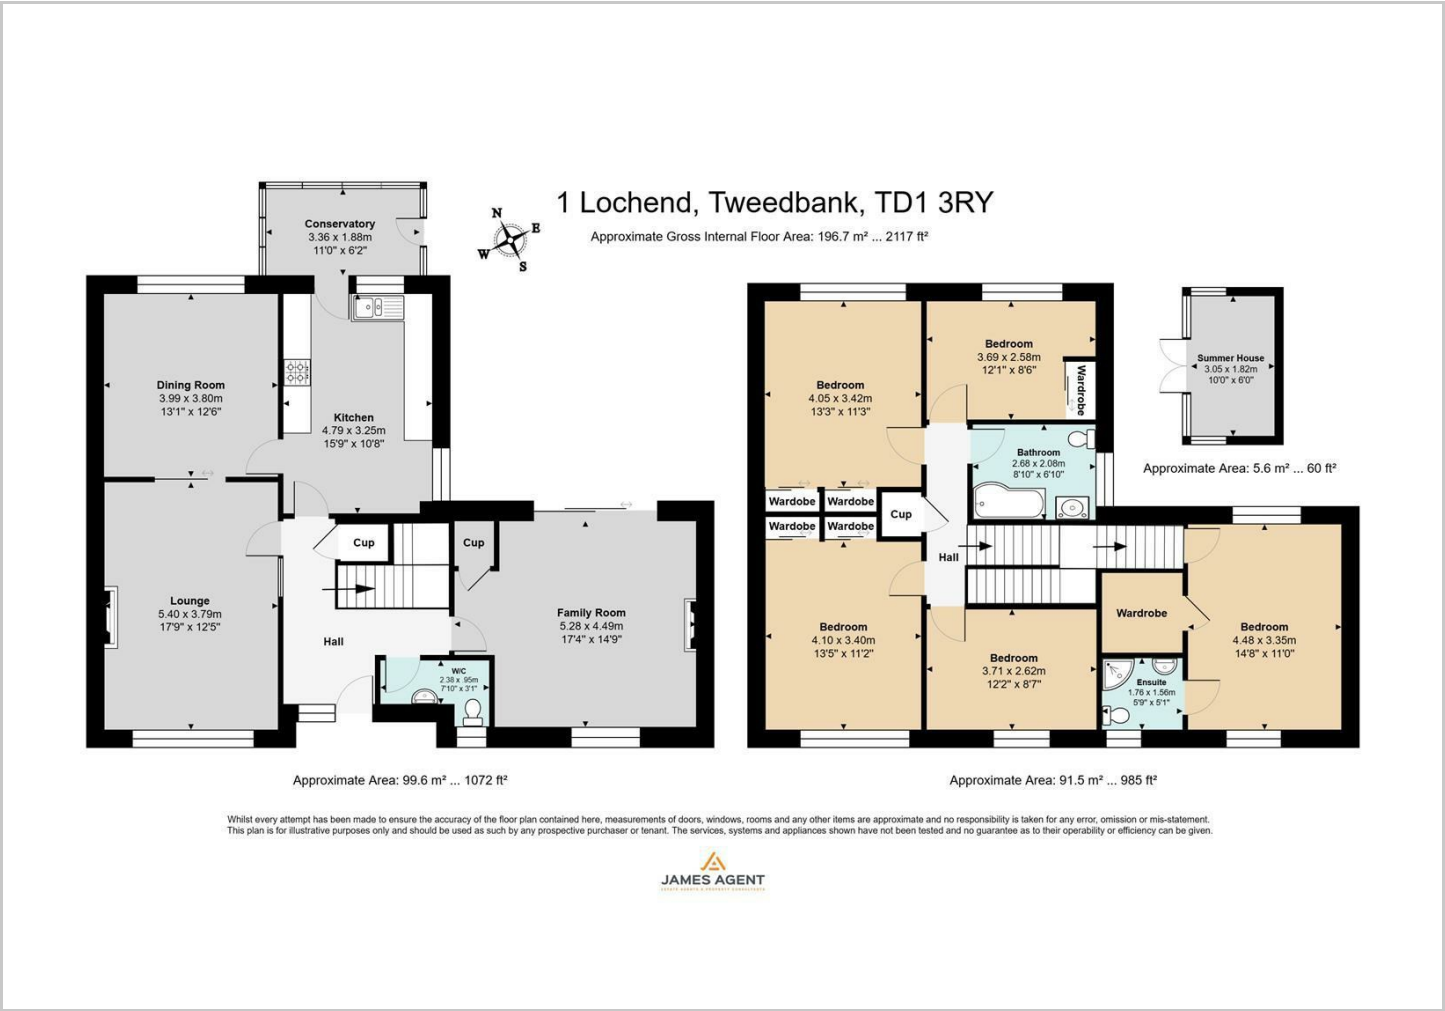 1 Lochend, Tweedbank, TD1 3RY
Approximate Gross Internal Floor Area: 196.7 m² ... 2117 ft²
N
E
W
S
Conservatory
3.36 x 1.88m
11'0" x 6'2"
Dining Room
3.99 x 3.80m
13'1" x 12'6"
Kitchen
4.79 x 3.25m
15'9" x 10'8"
Cup
Cup
Lounge
5.40 x 3.79m
17'9" x 12'5"
Hall
Family Room
5.28 x 4.49m
17'4" x 14'9"
W/C
2.38 x .95m
7'10" x 3'1"
Approximate Area: 99.6 m² ... 1072 ft²
Bedroom
4.05 x 3.42m
13'3" x 11'3"
Bedroom
3.69 x 2.58m
12'1" x 8'6"
Wardrobe
Bathroom
2.68 x 2.08m
8'10" x 6'10"
Wardobe
Wardobe
Wardobe
Wardobe
Cup
Hall
Bedroom
4.10 x 3.40m
13'5" x 11'2"
Bedroom
3.71 x 2.62m
12'2" x 8'7"
Wardrobe
Ensuite
1.76 x 1.56m
5'9" x 5'1"
Bedroom
4.48 x 3.35m
14'8" x 11'0"
Approximate Area: 91.5 m² ... 985 ft²
Summer House
3.05 x 1.82m
10'0" x 6'0"
Approximate Area: 5.6 m² ... 60 ft²
Whilst every attempt has been made to ensure the accuracy of the floor plan contained here, measurements of doors, windows, rooms and any other items are approximate and no responsibility is taken for any error, omission or mis-statement.
This plan is for illustrative purposes only and should be used as such by any prospective purchaser or tenant. The services, systems and appliances shown have not been tested and no guarantee as to their operability or efficiency can be given.
JAMES AGENT
ESTATE AGENTS & PROPERTY CONSULTANTS